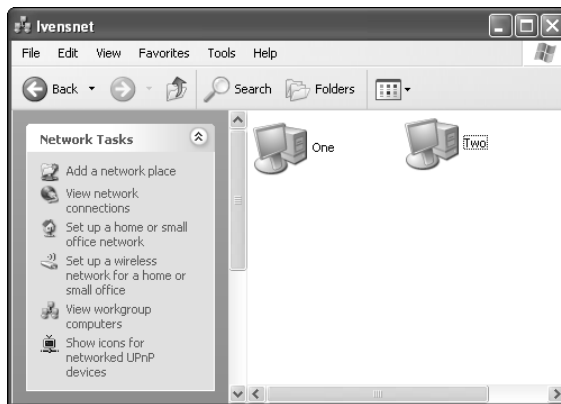 Ivensnet
File Edit View Favorites Tools Help
Back Search Folders
Network Tasks
Add a network place
View network
connections
Set up a home or small
office network
Set up a wireless
network for a home or
small office
View workgroup
computers
Show icons for
networked UPnP
devices
One
Two